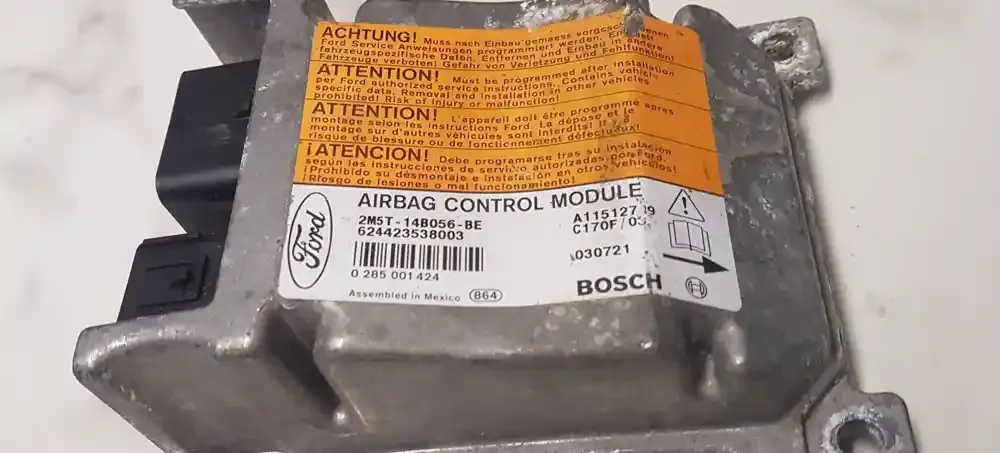 ACHTUNG! Muss nach Einbau gemaess
Ford Service Anweisungen programmiert werden. Enthaelt
fahrzeugspezifische Daten. Entfernen und Einbau in andere
Fahrzeuge verboten! Gefahr von Verletzung und Fehlfunktion!
ATTENTION! Must be programmed after installation
per Ford authorized service instructions. Contains vehicle
specific data. Removal and installation in other vehicles
prohibited! Risk of injury or malfunction!
ATTENTION! L'appareil doit être programmé après
montage selon les instructions Ford. La dépose et le
montage sur d'autres véhicules sont interdits! Il y a
risque de blessure ou de fonctionnement défectueux!
¡ATENCION! Debe programarse tras su instalación
según las instrucciones de servicio autorizadas por Ford.
¡Prohibido su desmontaje e instalación en otros vehículos!
¡Riesgo de lesiones o mal funcionamiento!
AIRBAG CONTROL MODULE
Ford
2M5T-14B056-BE
624423538003
A115127 09
C170F/03
030721
0 285 001 424
BOSCH
Assembled in Mexico 864